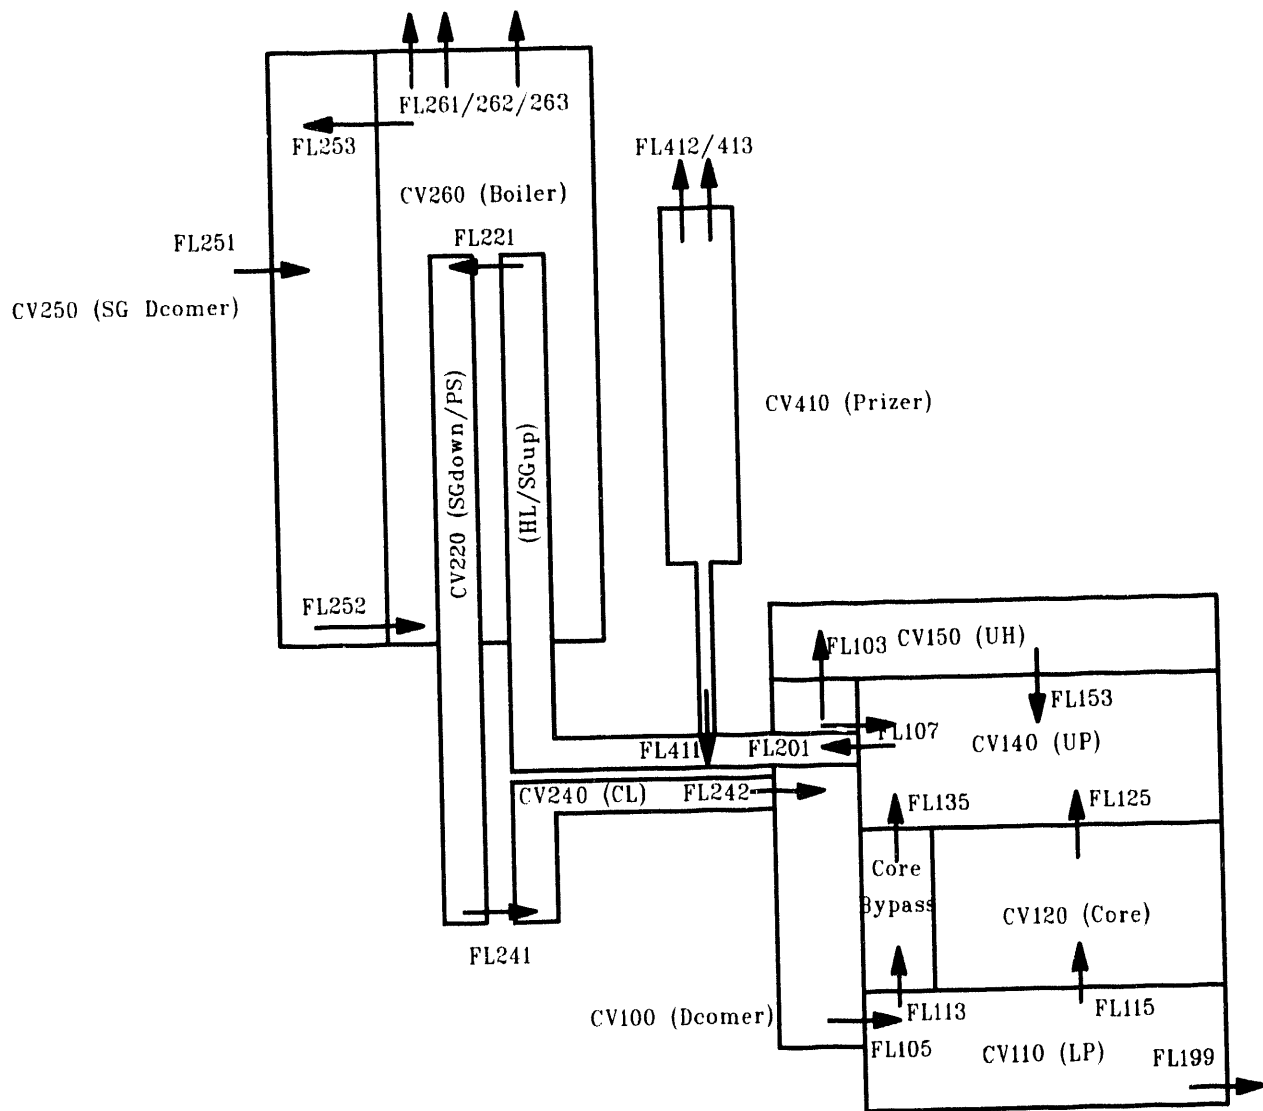 FL261/262/263
FL253
FL412/413
CV260 (Boiler)
FL251
FL221
CV250 (SG Dcomer)
CV220 (SGdown/PS)
(HL/SGup)
CV410 (Prizer)
FL252
FL103
CV150 (UH)
FL153
FL411
FL201
FL107
CV140 (UP)
CV240 (CL)
FL242
FL135
FL125
Core
Bypass
CV120 (Core)
FL241
CV100 (Dcomer)
FL113
FL115
FL105
CV110 (LP)
FL199